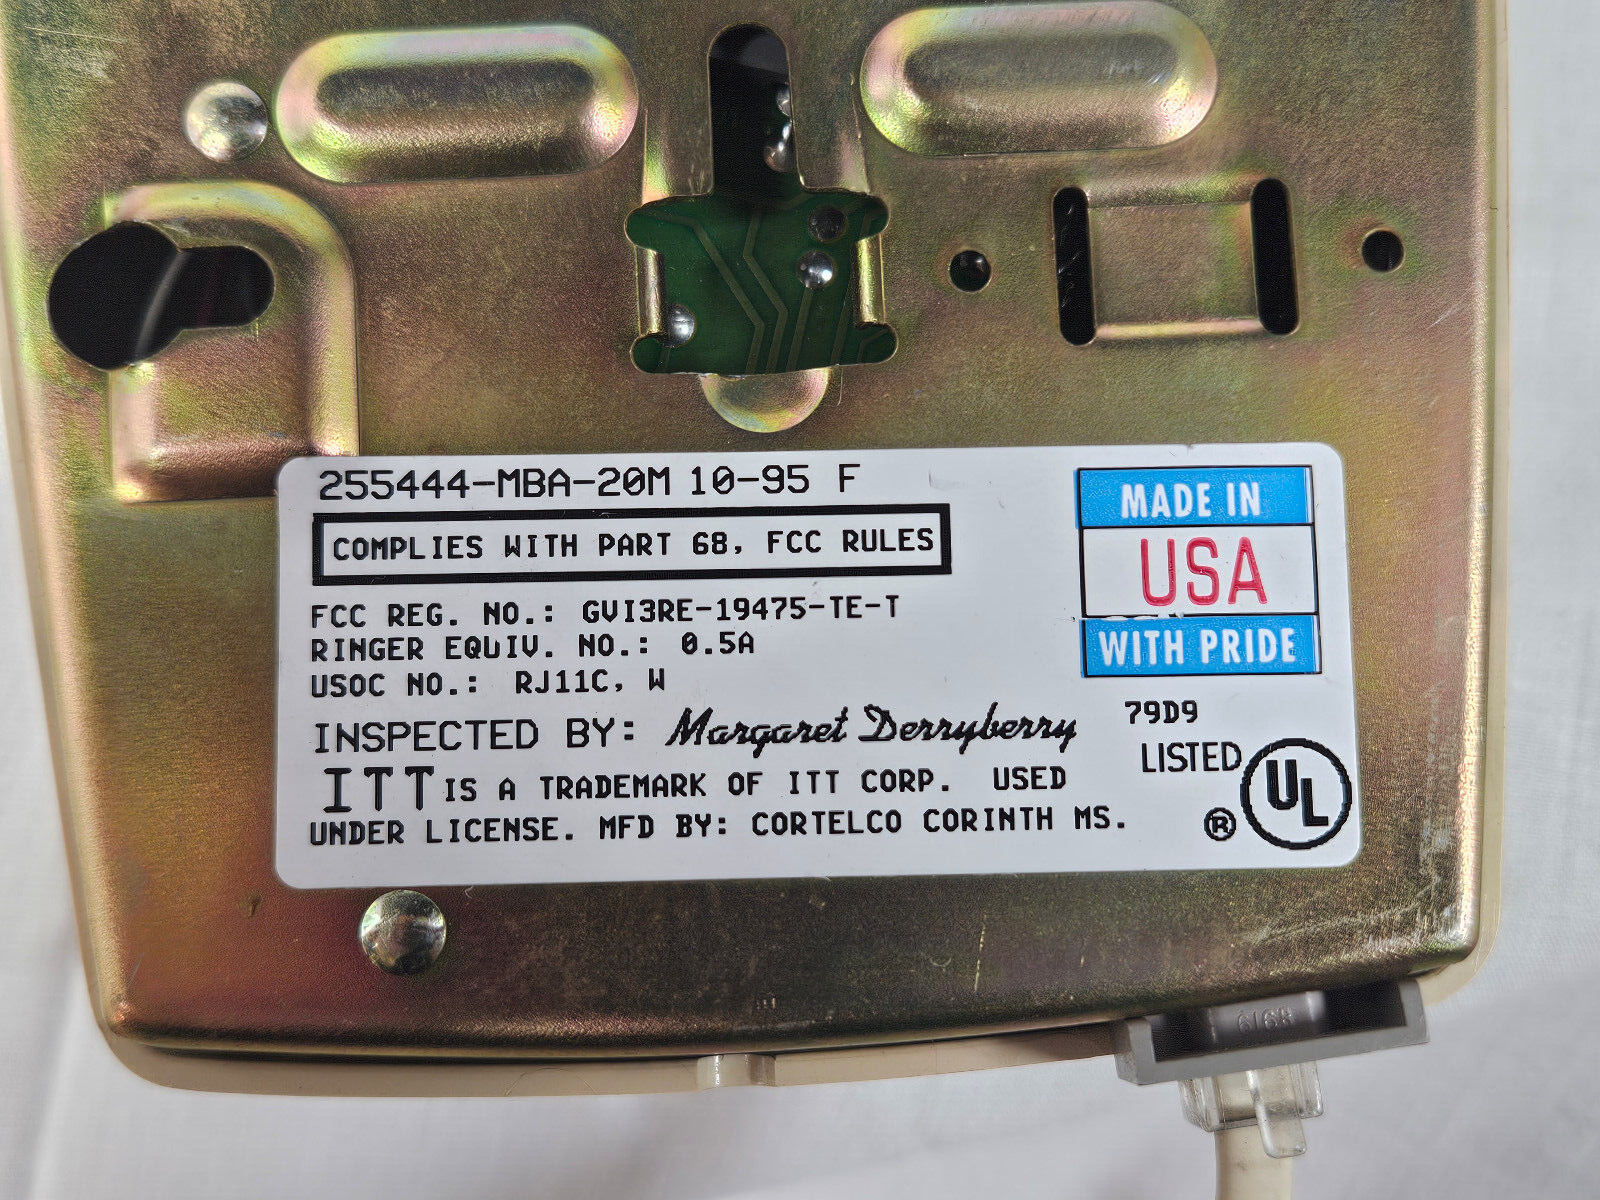 255444-MBA-20M 10-95 F
COMPLIES WITH PART 68, FCC RULES
FCC REG. NO.: GVI3RE-19475-TE-T
RINGER EQUIV. NO.: 0.5A
USOC NO.: RJ11C, W
INSPECTED BY: Margaret Derryberry
ITT IS A TRADEMARK OF ITT CORP. USED
UNDER LICENSE. MFD BY: CORTELCO CORINTH MS.
MADE IN
USA
WITH PRIDE
79D9
LISTED UL
®
6168